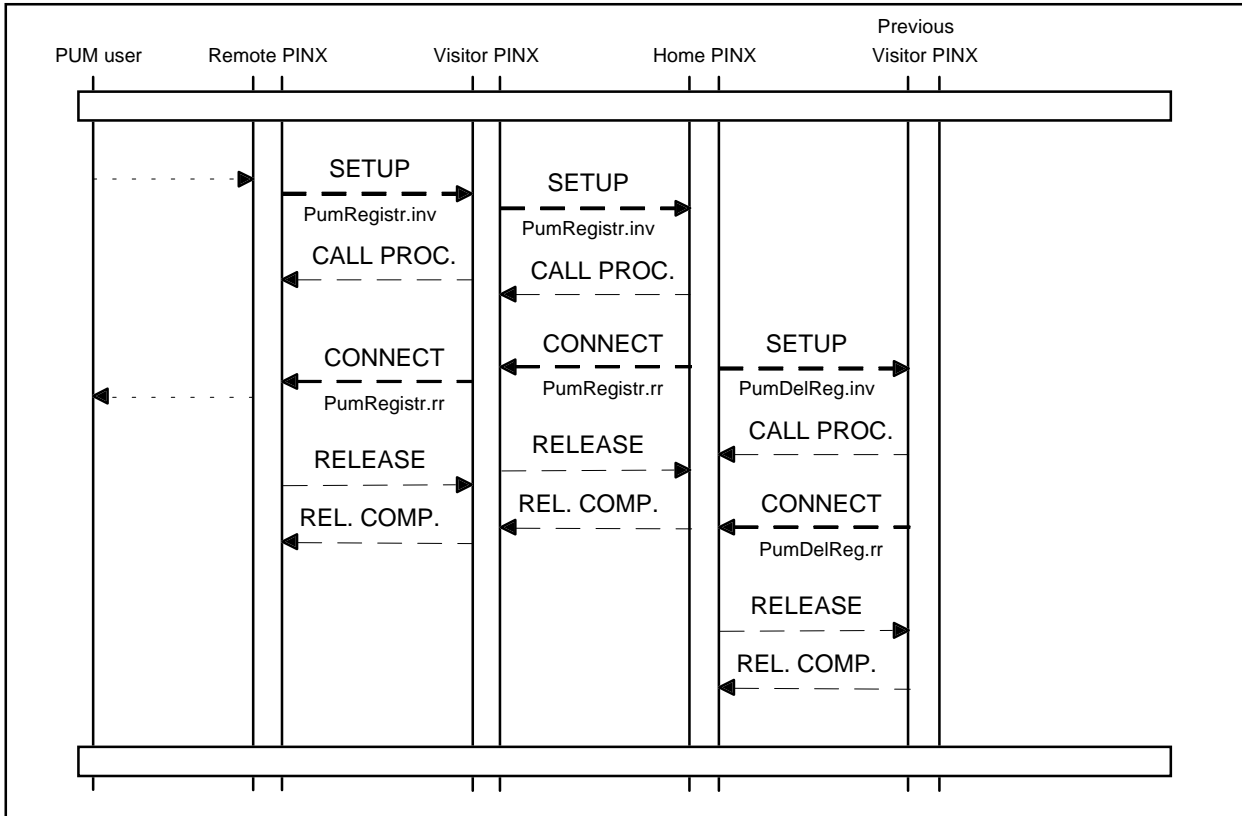 Previous
PUM user Remote PINX Visitor PINX Home PINX Visitor PINX
SETUP
SETUP
PumRegistr.inv
PumRegistr.inv
CALL PROC.
CALL PROC.
CONNECT
CONNECT
SETUP
PumRegistr.rr
PumRegistr.rr
PumDelReg.inv
CALL PROC.
RELEASE
RELEASE
REL. COMP.
REL. COMP.
CONNECT
PumDelReg.rr
RELEASE
REL. COMP.